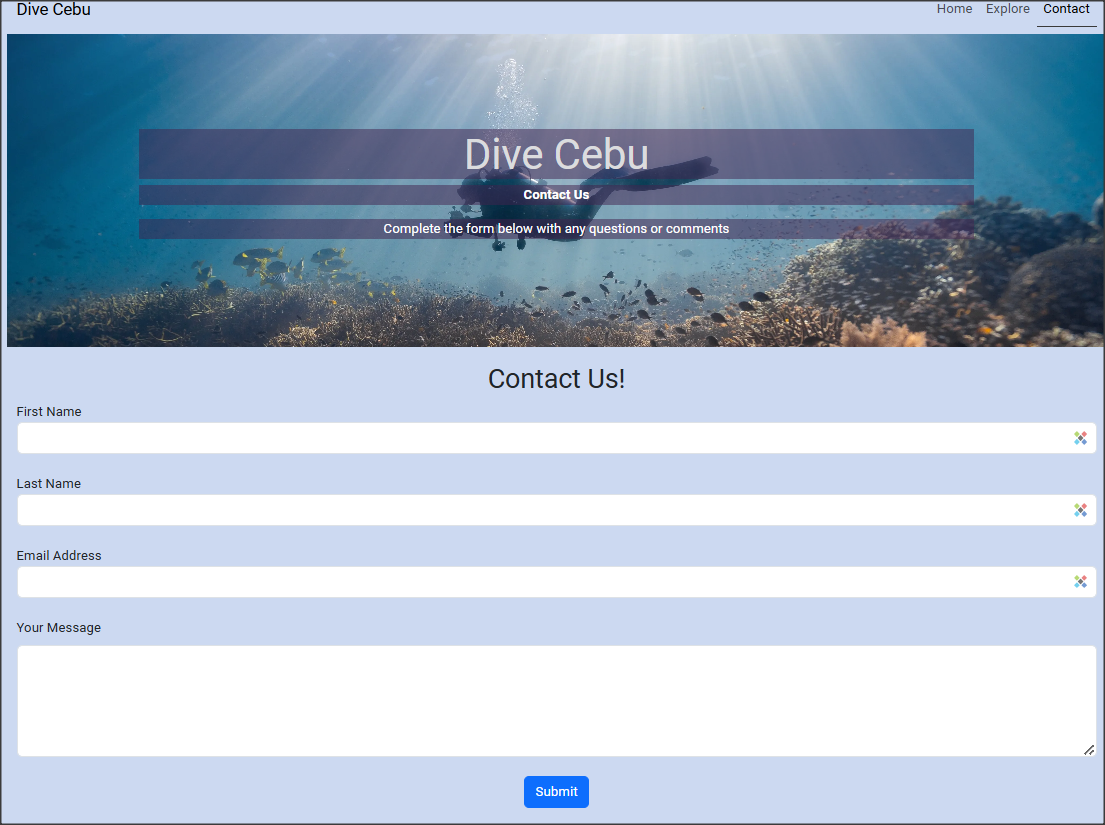 Dive Cebu
Home Explore Contact
Dive Cebu
Contact Us
Complete the form below with any questions or comments
Contact Us!
First Name
Last Name
Email Address
Your Message
Submit